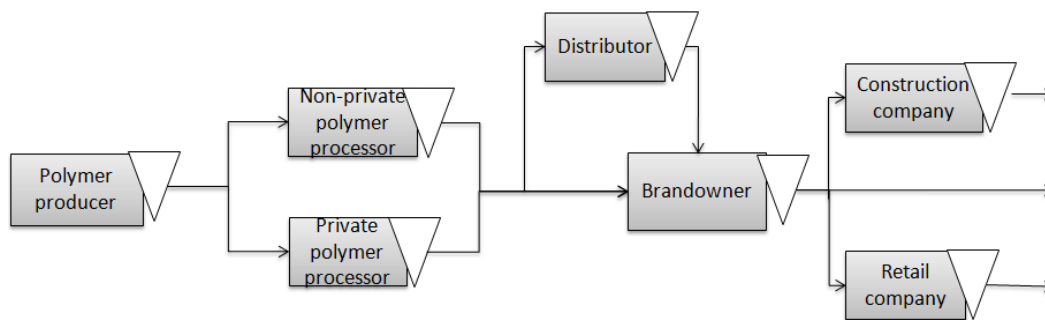 Polymer
producer
Non-private
polymer
processor
Private
polymer
processor
Distributor
Brandowner
Construction
company
Retail
company